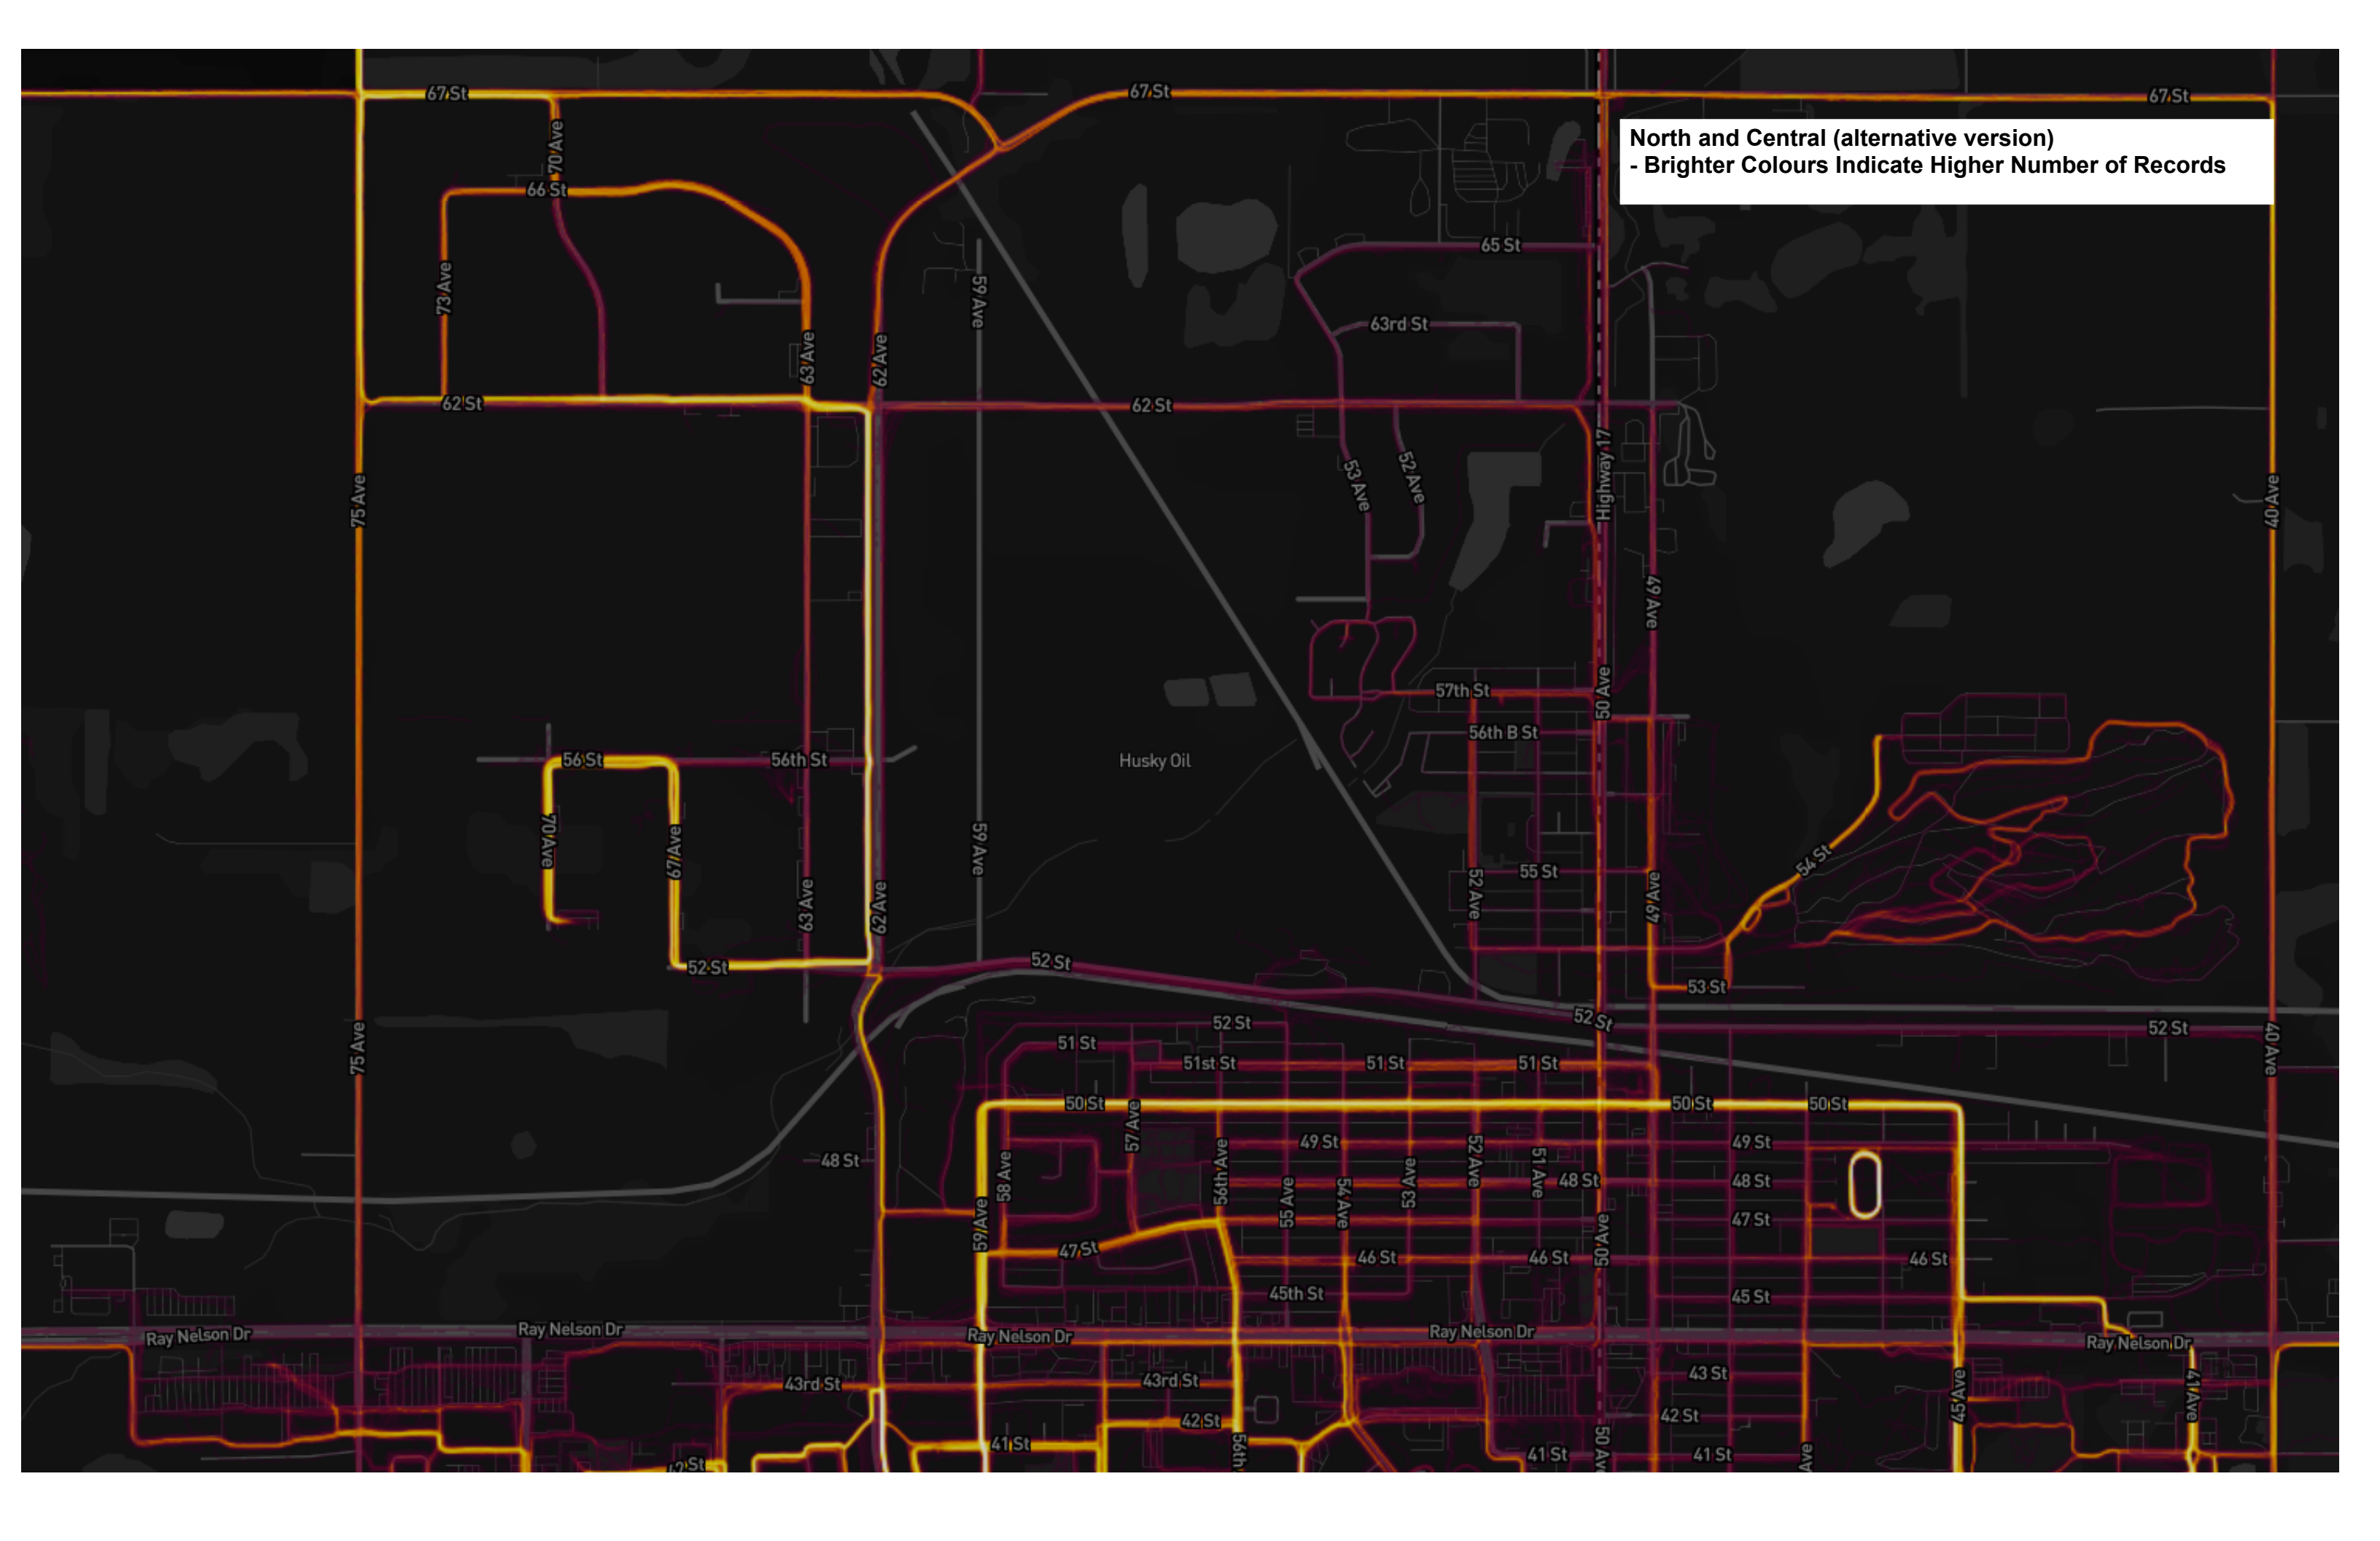 67 St
67 St
67 St
North and Central (alternative version)
- Brighter Colours Indicate Higher Number of Records
70 Ave
66 St
65 St
73 Ave
59 Ave
63rd St
63 Ave
62 Ave
62 St
62 St
75 Ave
53 Ave
52 Ave
Highway 17
40 Ave
49 Ave
57th St
50 Ave
56th B St
56 St
56th St
Husky Oil
70 Ave
67 Ave
59 Ave
54 St
55 St
63 Ave
62 Ave
52 Ave
49 Ave
52 St
52 St
53 St
52 St
52 St
52 St
75 Ave
40 Ave
51 St
51st St
51 St
51 St
50 St
50 St
50 St
57 Ave
49 St
49 St
48 St
58 Ave
56th Ave
55 Ave
54 Ave
53 Ave
52 Ave
51 Ave
48 St
48 St
59 Ave
47 St
47 St
50 Ave
46 St
46 St
46 St
45th St
45 St
Ray Nelson Dr
Ray Nelson Dr
Ray Nelson Dr
Ray Nelson Dr
Ray Nelson Dr
43rd St
43rd St
43 St
45 Ave
41 Ave
42 St
42 St
41 St
56th
41 St
50 Ave
41 St
Ave
42 St